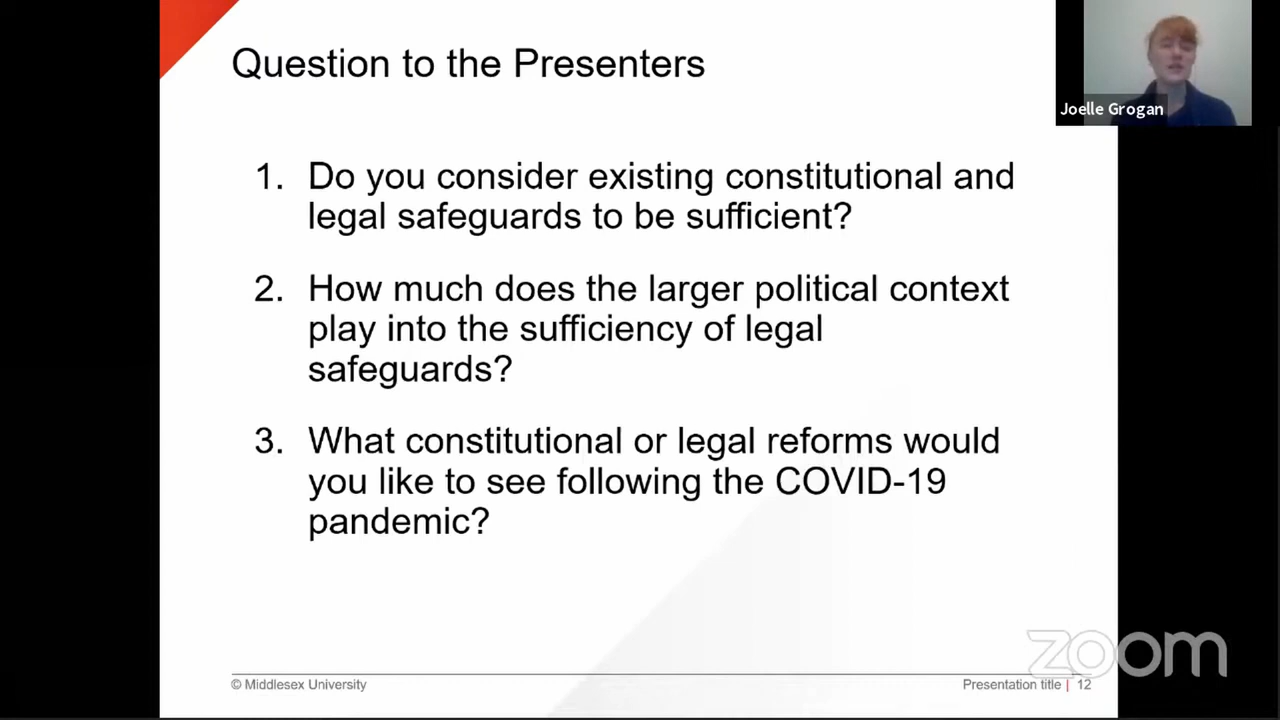 Question to the Presenters
Joelle Grogan
1. Do you consider existing constitutional and
legal safeguards to be sufficient?
2. How much does the larger political context
play into the sufficiency of legal
safeguards?
3. What constitutional or legal reforms would
you like to see following the COVID-19
pandemic?
zoom
© Middlesex University
Presentation title | 12